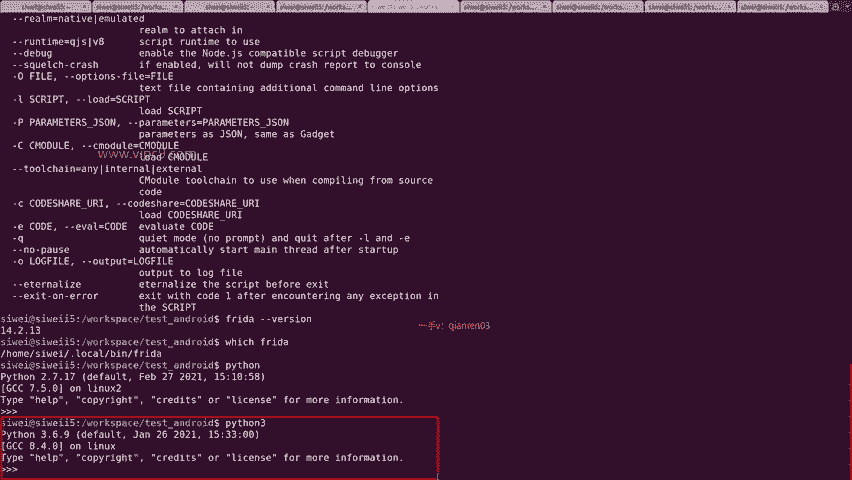 --realm=native|emulated
realm to attach in
--runtime=qjs|v8 script runtime to use
--debug enable the Node.js compatible script debugger
--squelch-crash if enabled, will not dump crash report to console
-O FILE, --options-file=FILE
text file containing additional command line options
-l SCRIPT, --load=SCRIPT
load SCRIPT
-P PARAMETERS_JSON, --parameters=PARAMETERS_JSON
parameters as JSON, same as Gadget
-C CMODULE, --cmodule=CMODULE
load CMODULE
--toolchain=any|internal|external
CModule toolchain to use when compiling from source
code
-c CODESHARE_URI, --codeshare=CODESHARE_URI
load CODESHARE_URI
-e CODE, --eval=CODE evaluate CODE
-q quiet mode (no prompt) and quit after -l and -e
--no-pause automatically start main thread after startup
-o LOGFILE, --output=LOGFILE
output to log file
--eternalize eternalize the script before exit
--exit-on-error exit with code 1 after encountering any exception in
the SCRIPT
siwei@siweii5:/workspace/test_android$ frida --version
14.2.13
siwei@siweii5:/workspace/test_android$ which frida
/home/siwei/.local/bin/frida
siwei@siweii5:/workspace/test_android$ python
Python 2.7.17 (default, Feb 27 2021, 15:10:58)
[GCC 7.5.0] on linux2
Type "help", "copyright", "credits" or "license" for more information.
>>>
siwei@siweii5:/workspace/test_android$ python3
Python 3.6.9 (default, Jan 26 2021, 15:33:00)
[GCC 8.4.0] on linux
Type "help", "copyright", "credits" or "license" for more information.
>>>